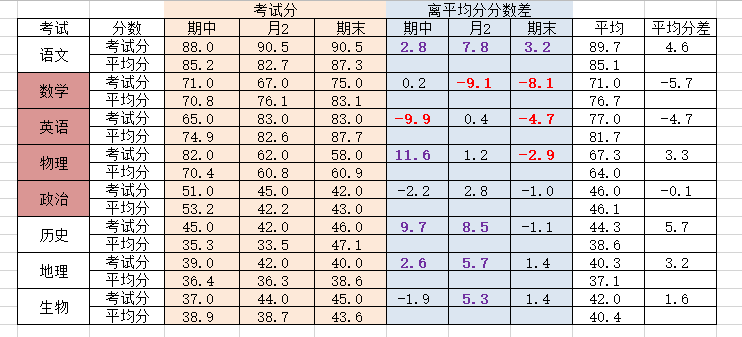 考试分 离平均分分数差
考试 分数 期中 月2 期末 期中 月2 期末 平均 平均分差
语文 考试分 88.0 90.5 90.5 2.8 7.8 3.2 89.7 4.6
平均分 85.2 82.7 87.3 85.1
数学 考试分 71.0 67.0 75.0 0.2 -9.1 -8.1 71.0 -5.7
平均分 70.8 76.1 83.1 76.7
英语 考试分 65.0 83.0 83.0 -9.9 0.4 -4.7 77.0 -4.7
平均分 74.9 82.6 87.7 81.7
物理 考试分 82.0 62.0 58.0 11.6 1.2 -2.9 67.3 3.3
平均分 70.4 60.8 60.9 64.0
政治 考试分 51.0 45.0 42.0 -2.2 2.8 -1.0 46.0 -0.1
平均分 53.2 42.2 43.0 46.1
历史 考试分 45.0 42.0 46.0 9.7 8.5 -1.1 44.3 5.7
平均分 35.3 33.5 47.1 38.6
地理 考试分 39.0 42.0 40.0 2.6 5.7 1.4 40.3 3.2
平均分 36.4 36.3 38.6 37.1
生物 考试分 37.0 44.0 45.0 -1.9 5.3 1.4 42.0 1.6
平均分 38.9 38.7 43.6 40.4